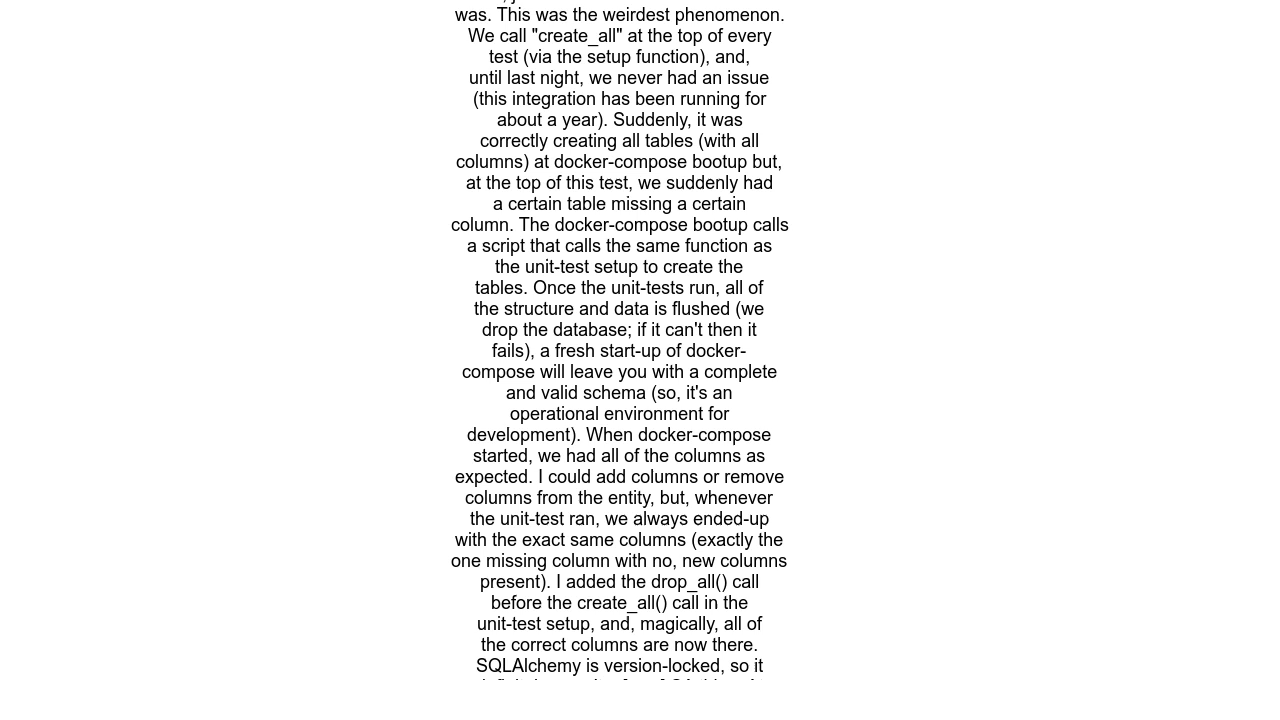 was. This was the weirdest phenomenon.
We call "create_all" at the top of every
test (via the setup function), and,
until last night, we never had an issue
(this integration has been running for
about a year). Suddenly, it was
correctly creating all tables (with all
columns) at docker-compose bootup but,
at the top of this test, we suddenly had
a certain table missing a certain
column. The docker-compose bootup calls
a script that calls the same function as
the unit-test setup to create the
tables. Once the unit-tests run, all of
the structure and data is flushed (we
drop the database; if it can't then it
fails), a fresh start-up of docker-
compose will leave you with a complete
and valid schema (so, it's an
operational environment for
development). When docker-compose
started, we had all of the columns as
expected. I could add columns or remove
columns from the entity, but, whenever
the unit-test ran, we always ended-up
with the exact same columns (exactly the
one missing column with no, new columns
present). I added the drop_all() call
before the create_all() call in the
unit-test setup, and, magically, all of
the correct columns are now there.
SQLAlchemy is version-locked, so it